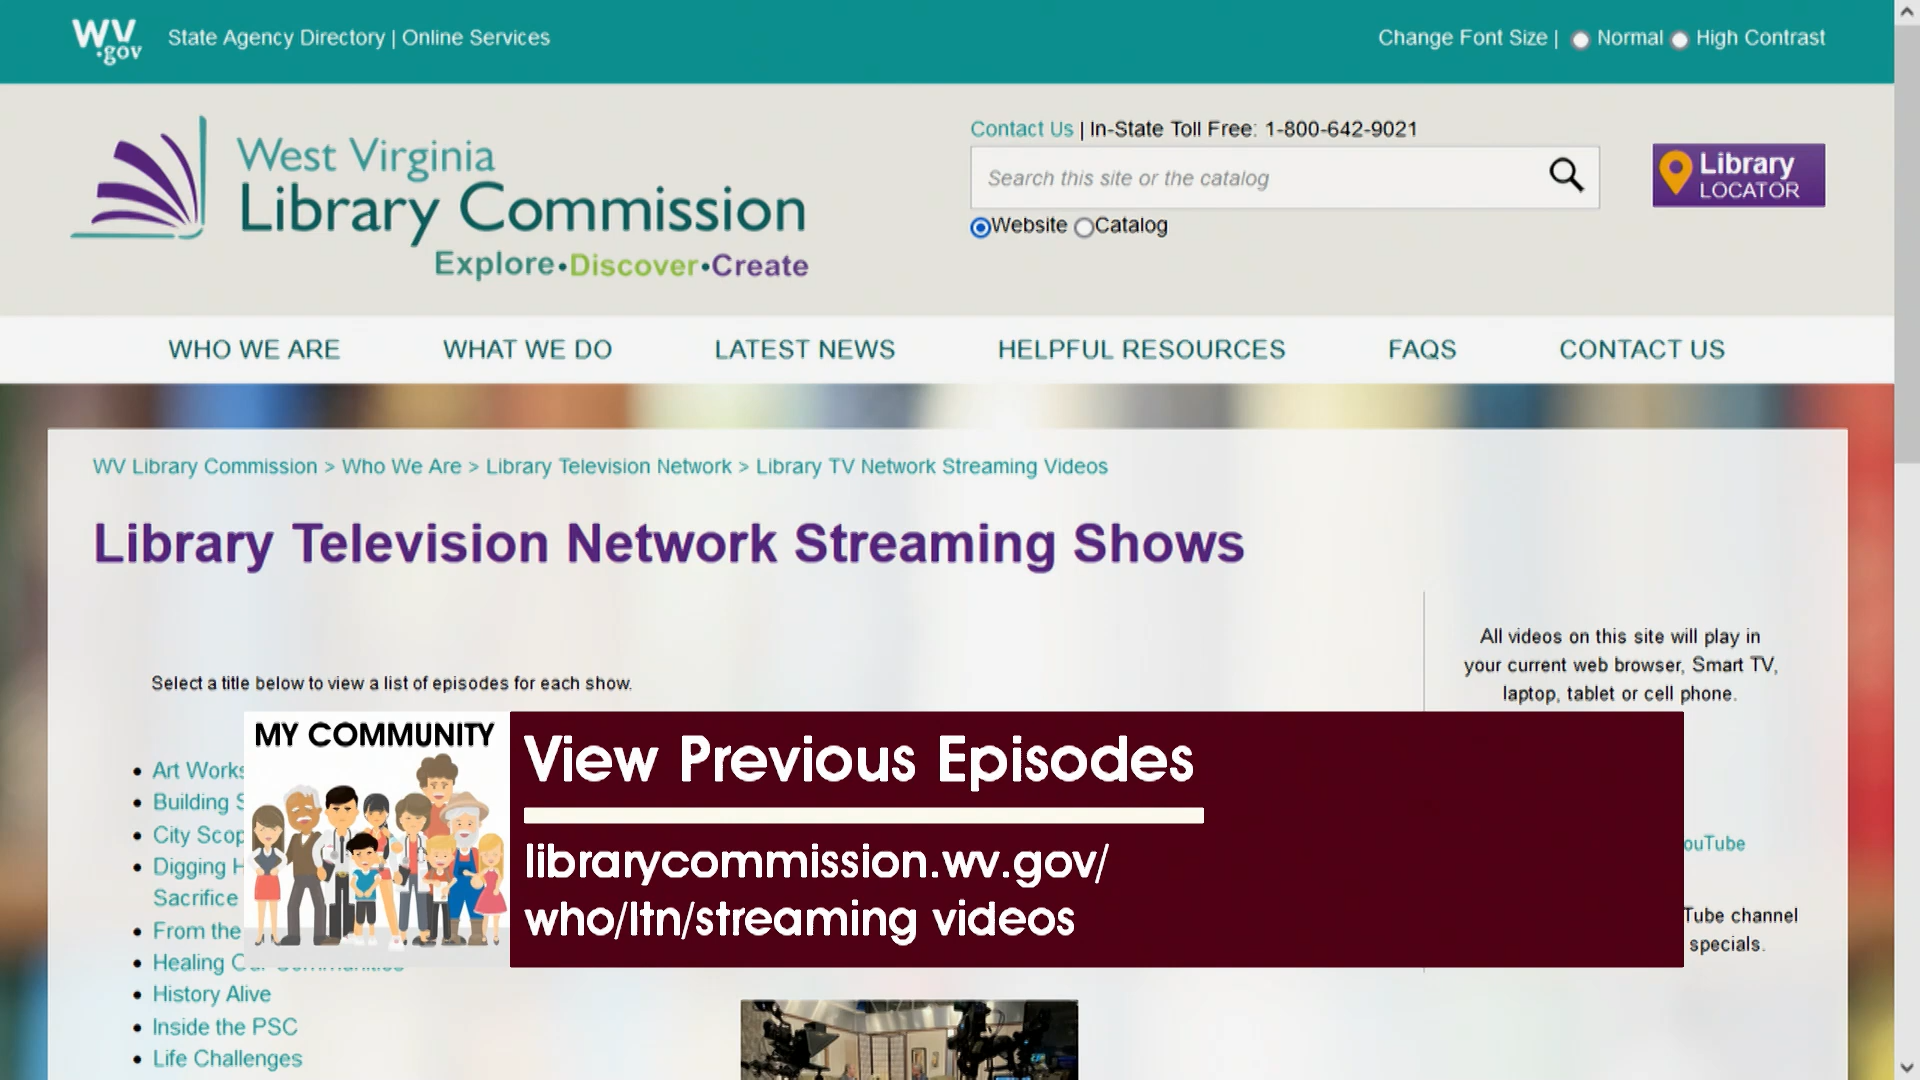 WV
.gov
State Agency Directory | Online Services
Change Font Size | Normal High Contrast
West Virginia
Library Commission
Explore•Discover•Create
Contact Us | In-State Toll Free: 1-800-642-9021
Search this site or the catalog
Website Catalog
Library
LOCATOR
WHO WE ARE WHAT WE DO LATEST NEWS HELPFUL RESOURCES FAQS CONTACT US
WV Library Commission > Who We Are > Library Television Network > Library TV Network Streaming Videos
Library Television Network Streaming Shows
All videos on this site will play in
your current web browser, Smart TV,
laptop, tablet or cell phone.
Select a title below to view a list of episodes for each show.
MY COMMUNITY
View Previous Episodes
librarycommission.wv.gov/
who/ltn/streaming videos
Art Works
Building
City
Digging
Sacrifice
From the
Healing
History Alive
Inside the PSC
Life Challenges
ouTube
Tube channel
specials.